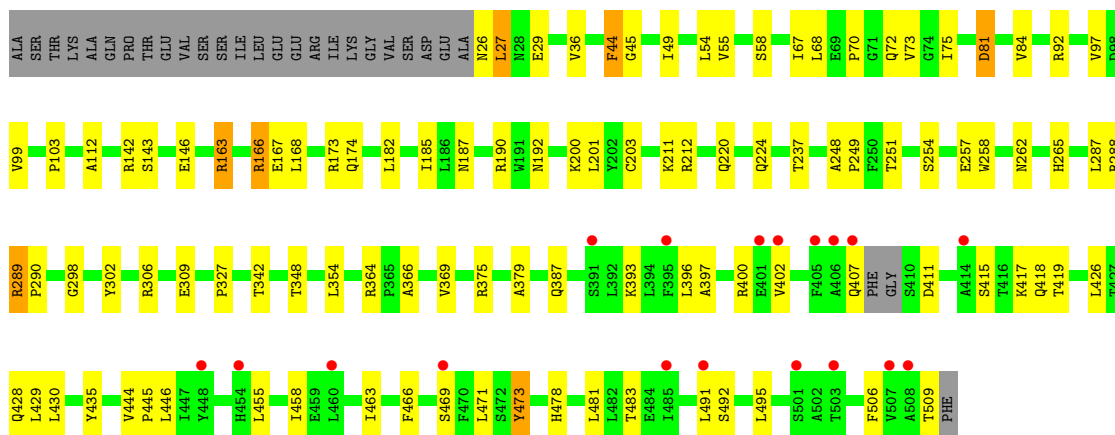 ALA SER THR LYS ALA GLN PRO THR GLU VAL SER SER ILE LEU GLU GLU ARG ILE LYS GLY VAL SER ASP GLU ALA N26 L27 N28 E29 V36 F44 G45 I49 L54 V55 S58 I67 L68 E69 P70 G71 Q72 V73 G74 I75 D81 V84 R92 V97 D98
V99 P103 A112 R142 S143 E146 R163 R166 E167 L168 R173 Q174 L182 I185 L186 N187 R190 W191 N192 K200 L201 Y202 C203 K211 R212 Q220 Q224 T237 A248 P249 F250 T251 S254 E257 W258 N262 H265 L287 P288
R289 P290 G298 Y302 R306 E309 P327 T342 T348 L354 R364 P365 A366 V369 R375 A379 Q387 S391 L392 K393 L394 F395 L396 A397 R400 E401 V402 F405 A406 Q407 PHE GLY S410 D411 A414 S415 T416 K417 Q418 T419 L426 T427
Q428 L429 L430 Y435 V444 P445 L446 I447 Y448 H454 L455 I458 E459 L460 I463 F466 S469 F470 L471 S472 Y473 H478 L481 L482 T483 E484 I485 L491 S492 L495 S501 A502 T503 F506 V507 A508 T509 PHE